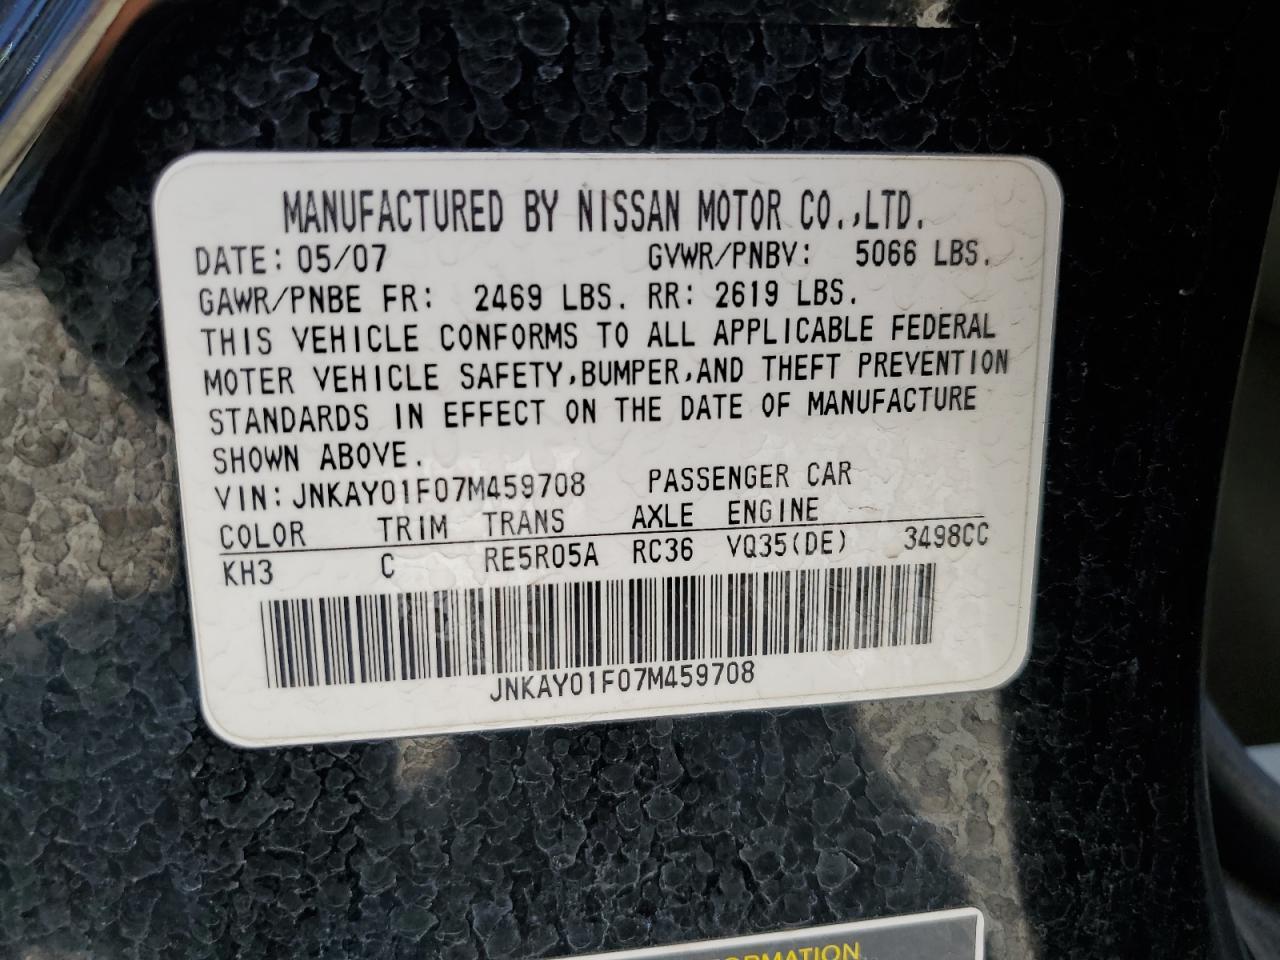 MANUFACTURED BY NISSAN MOTOR CO.,LTD.
DATE: 05/07 GVWR/PNBV: 5066 LBS.
GAWR/PNBE FR: 2469 LBS. RR: 2619 LBS.
THIS VEHICLE CONFORMS TO ALL APPLICABLE FEDERAL
MOTER VEHICLE SAFETY,BUMPER,AND THEFT PREVENTION
STANDARDS IN EFFECT ON THE DATE OF MANUFACTURE
SHOWN ABOVE.
VIN: JNKAY01F07M459708 PASSENGER CAR
COLOR TRIM TRANS AXLE ENGINE
KH3 C RE5R05A RC36 VQ35(DE) 3498CC
JNKAY01F07M459708